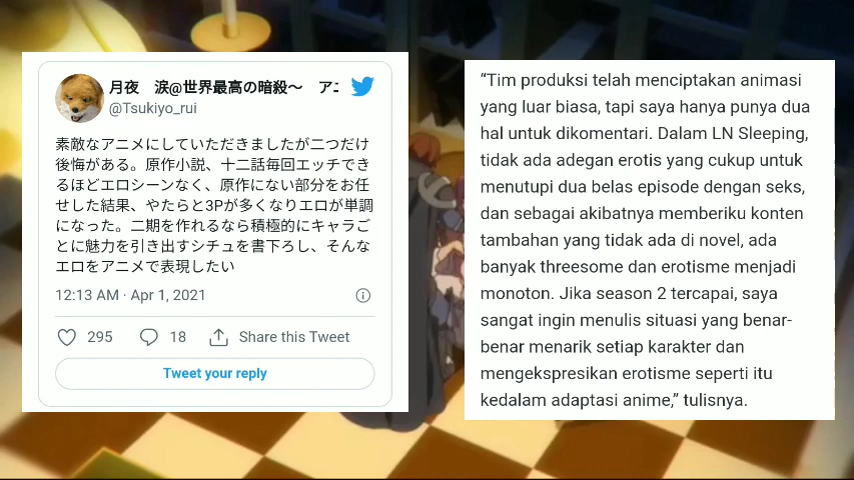 月夜 涙@世界最高の暗殺〜 アニ
@Tsukiyo_rui
素敵なアニメにしていただきましたが二つだけ
後悔がある。原作小説、十二話毎回エッチでき
るほどエロシーンなく、原作にない部分をお任
せした結果、やたらと3Pが多くなりエロが単調
になった。二期を作れるなら積極的にキャラご
とに魅力を引き出すシチュを書下ろし、そんな
エロをアニメで表現したい
12:13 AM · Apr 1, 2021
295
18
Share this Tweet
Tweet your reply
“Tim produksi telah menciptakan animasi
yang luar biasa, tapi saya hanya punya dua
hal untuk dikomentari. Dalam LN Sleeping,
tidak ada adegan erotis yang cukup untuk
menutupi dua belas episode dengan seks,
dan sebagai akibatnya memberiku konten
tambahan yang tidak ada di novel, ada
banyak threesome dan erotisme menjadi
monoton. Jika season 2 tercapai, saya
sangat ingin menulis situasi yang benar-
benar menarik setiap karakter dan
mengekspresikan erotisme seperti itu
kedalam adaptasi anime,” tulisnya.